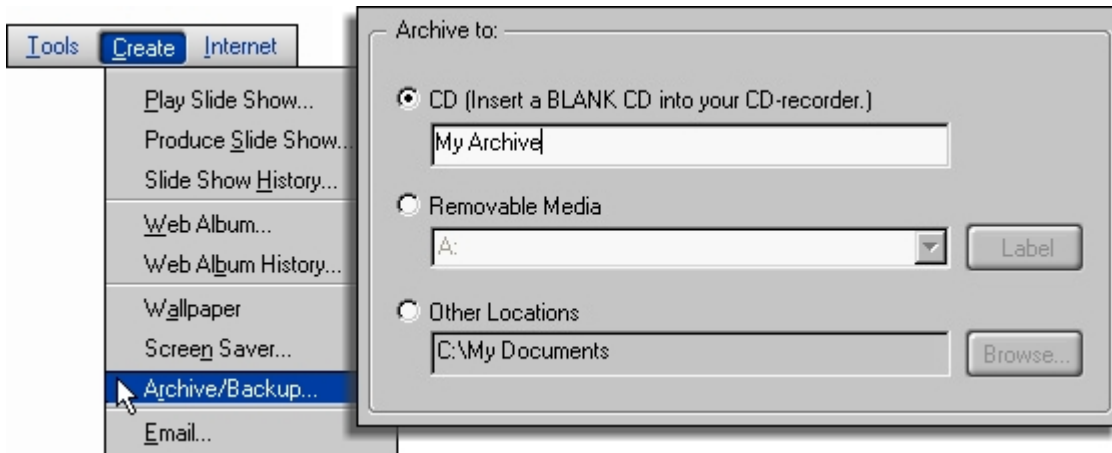 Tools Create Internet
Play Slide Show...
Produce Slide Show...
Slide Show History...
Web Album...
Web Album History...
Wallpaper
Screen Saver...
Archive/Backup...
Email...
Archive to:
CD (Insert a BLANK CD into your CD-recorder.)
My Archive
Removable Media
A:
Label
Other Locations
C:\My Documents
Browse...